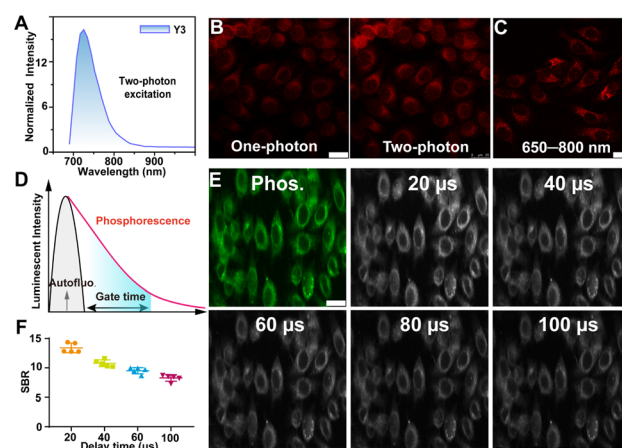 A
Y3
Two-photon
excitation
Normalized Intensity
15
12
6
0
700
800
900
Wavelength (nm)
B
One-photon
Two-photon
C
650–800 nm
D
Luminescent Intensity
Phosphorescence
Autofluo.
Gate time
E
Phos.
20 µs
40 µs
60 µs
80 µs
100 µs
F
SBR
15
10
5
0
20
40
60
100
Delay time (µs)